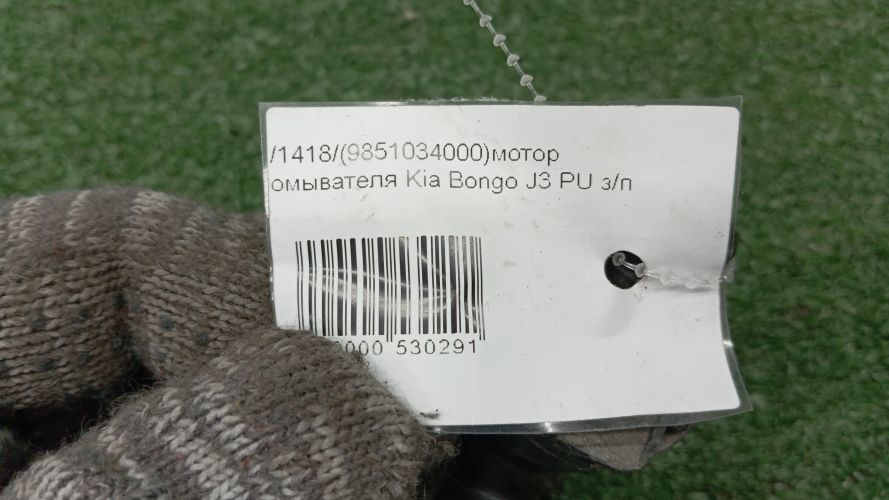 /1418/(9851034000)мотор
омывателя Kia Bongo J3 PU з/п
000 530291